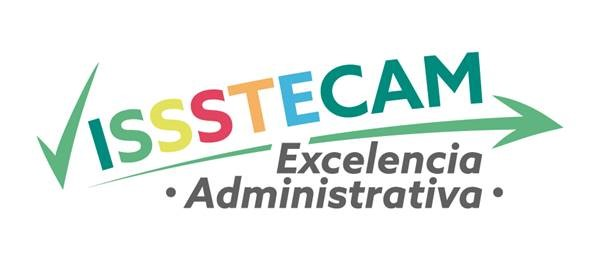 ISSSTECAM
Excelencia
• Administrativa •